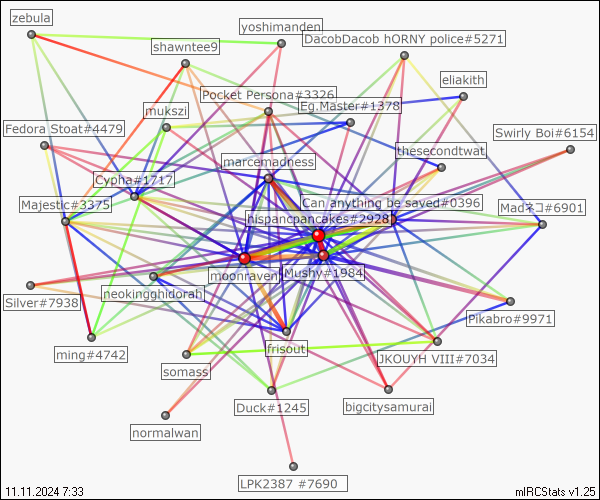 zebula
yoshimanden
shawntee9
DacobDacob hORNY police#5271
eliakith
Pocket Persona#3326
Eg.Master#1378
mukszi
Fedora Stoat#4479
Swirly Boi#6154
thesecondtwat
marcemadness
Cypha#1717
Can anything be saved#0396
Majestic#3375
Madネコ#6901
hispancpancakes#2928
moonraven
Mushy#1984
neokingghidorah
Silver#7938
Pikabro#9971
frisout
ming#4742
JKOUYH VIII#7034
somass
Duck#1245
bigcitysamurai
normalwan
LPK2387 #7690
11.11.2024 7:33
mIRCStats v1.25